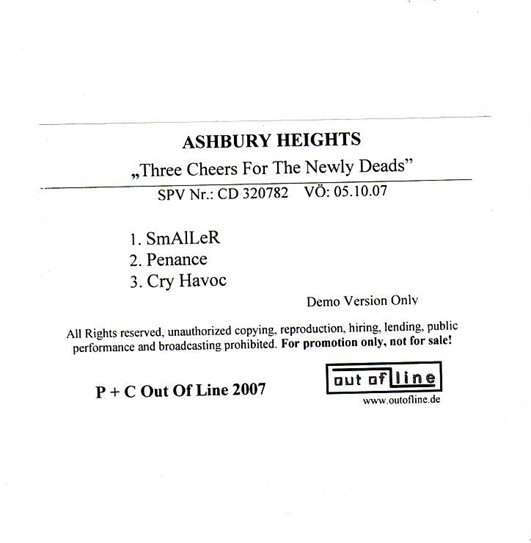 ASHBURY HEIGHTS
„Three Cheers For The Newly Deads”
SPV Nr.: CD 320782 VÖ: 05.10.07
1. SmAlLeR
2. Penance
3. Cry Havoc
Demo Version Only
All Rights reserved, unauthorized copying, reproduction, hiring, lending, public
performance and broadcasting prohibited. For promotion only, not for sale!
P + C Out Of Line 2007
out of line
www.outofline.de